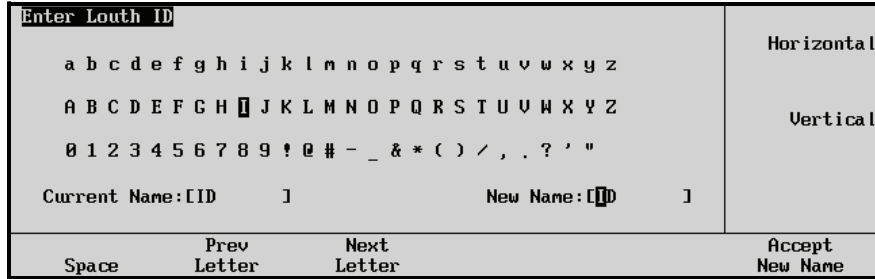 Enter Louth ID
Horizontal
a b c d e f g h i j k l m n o p q r s t u v w x y z
A B C D E F G H I J K L M N O P Q R S T U V W X Y Z
Vertical
0 1 2 3 4 5 6 7 8 9 ! @ # - _ & * ( ) / , . ? ' "
Current Name:[ID ] New Name:[ID ]
Space
Prev
Letter
Next
Letter
Accept
New Name